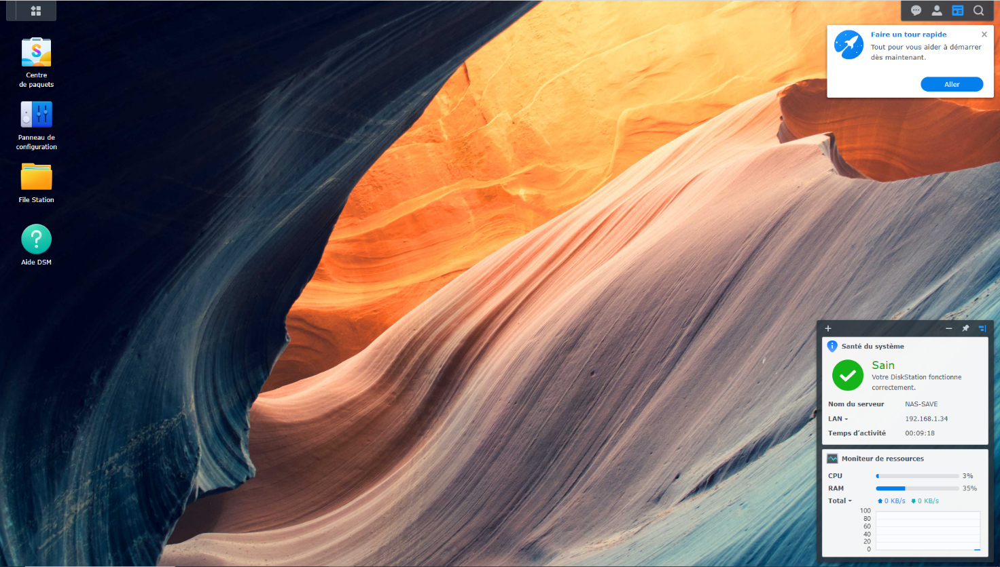 Centre
de paquets
Panneau de
configuration
File Station
Aide DSM
Faire un tour rapide
Tout pour vous aider à démarrer
dès maintenant.
Aller
Santé du système
Sain
Votre DiskStation fonctionne
correctement.
Nom du serveur NAS-SAVE
LAN 192.168.1.34
Temps d'activité 00:09:18
Moniteur de ressources
CPU 3%
RAM 35%
Total 0 KB/s 0 KB/s
100
80
60
40
20
0